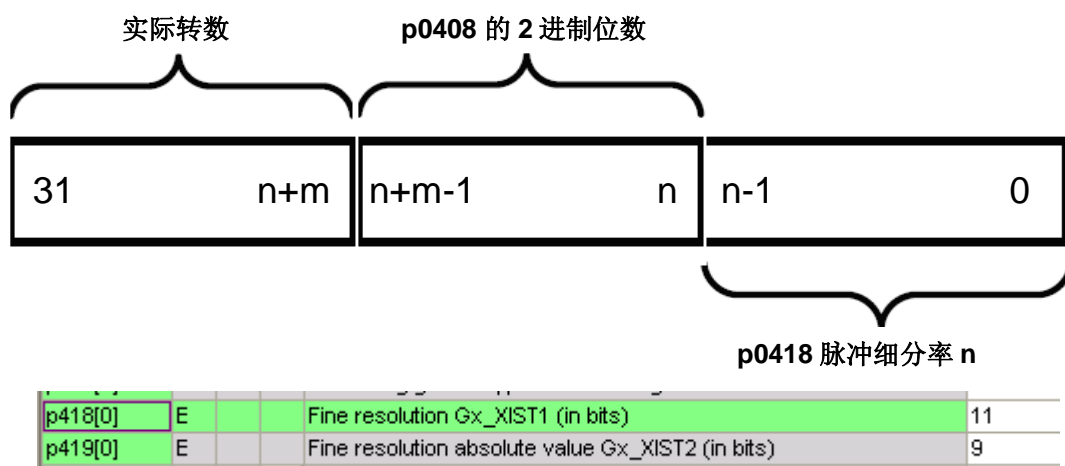 实际转数 p0408 的 2 进制位数
31 n+m n+m-1 n n-1 0
p0418 脉冲细分率 n
p418[0] E Fine resolution Gx_XIST1 (in bits) 11
p419[0] E Fine resolution absolute value Gx_XIST2 (in bits) 9